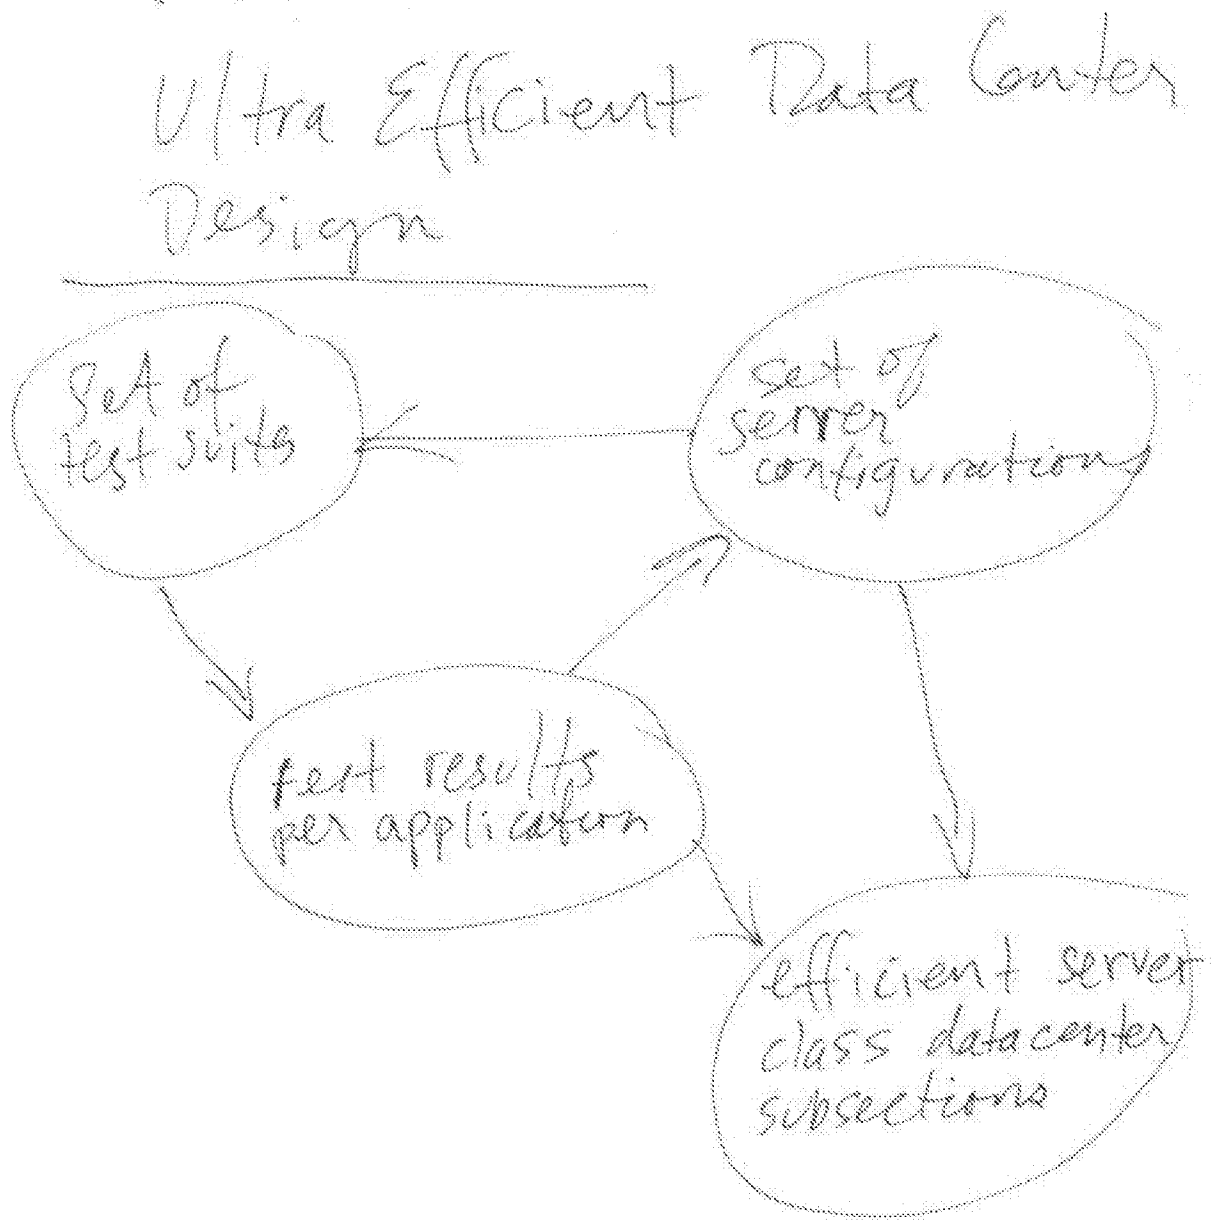 Ultra Efficient Data Center
Design
Set of
test suits
set of
server
configuration
test results
per application
efficient server
class datacenter
subsections